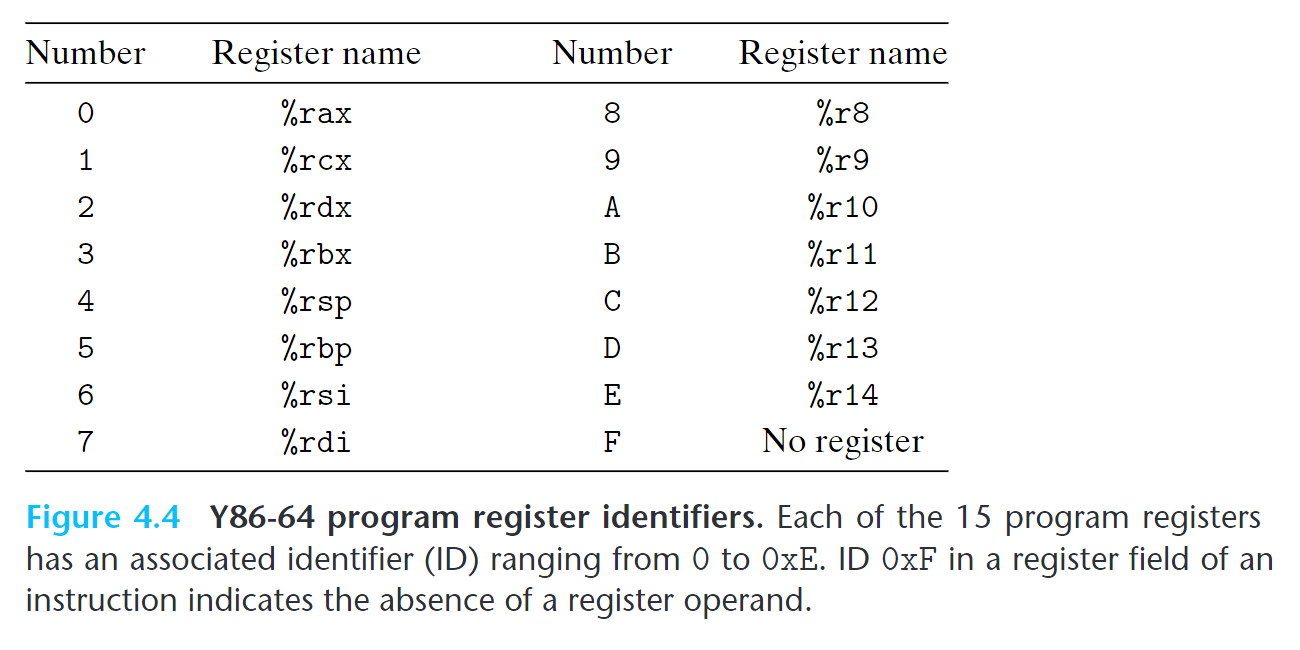 Number Register name Number Register name
0 %rax 8 %r8
1 %rcx 9 %r9
2 %rdx A %r10
3 %rbx B %r11
4 %rsp C %r12
5 %rbp D %r13
6 %rsi E %r14
7 %rdi F No register
Figure 4.4 Y86-64 program register identifiers. Each of the 15 program registers
has an associated identifier (ID) ranging from 0 to 0xE. ID 0xF in a register field of an
instruction indicates the absence of a register operand.